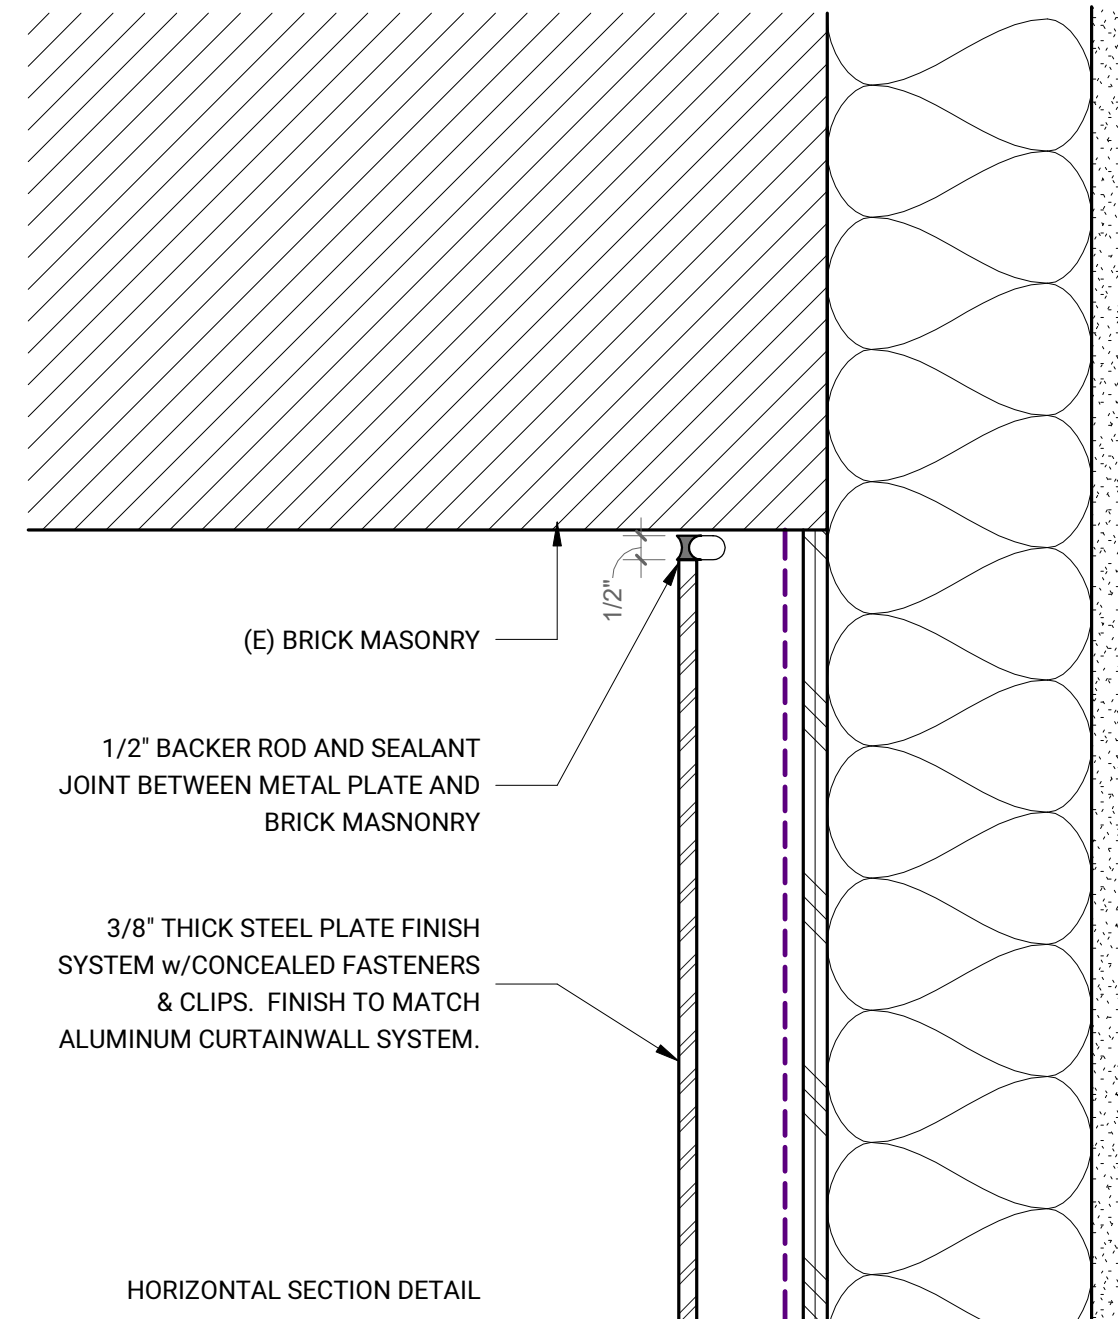 1/2"
(E) BRICK MASONRY
1/2" BACKER ROD AND SEALANT
JOINT BETWEEN METAL PLATE AND
BRICK MASNONRY
3/8" THICK STEEL PLATE FINISH
SYSTEM w/CONCEALED FASTENERS
& CLIPS.  FINISH TO MATCH
ALUMINUM CURTAINWALL SYSTEM.
HORIZONTAL SECTION DETAIL